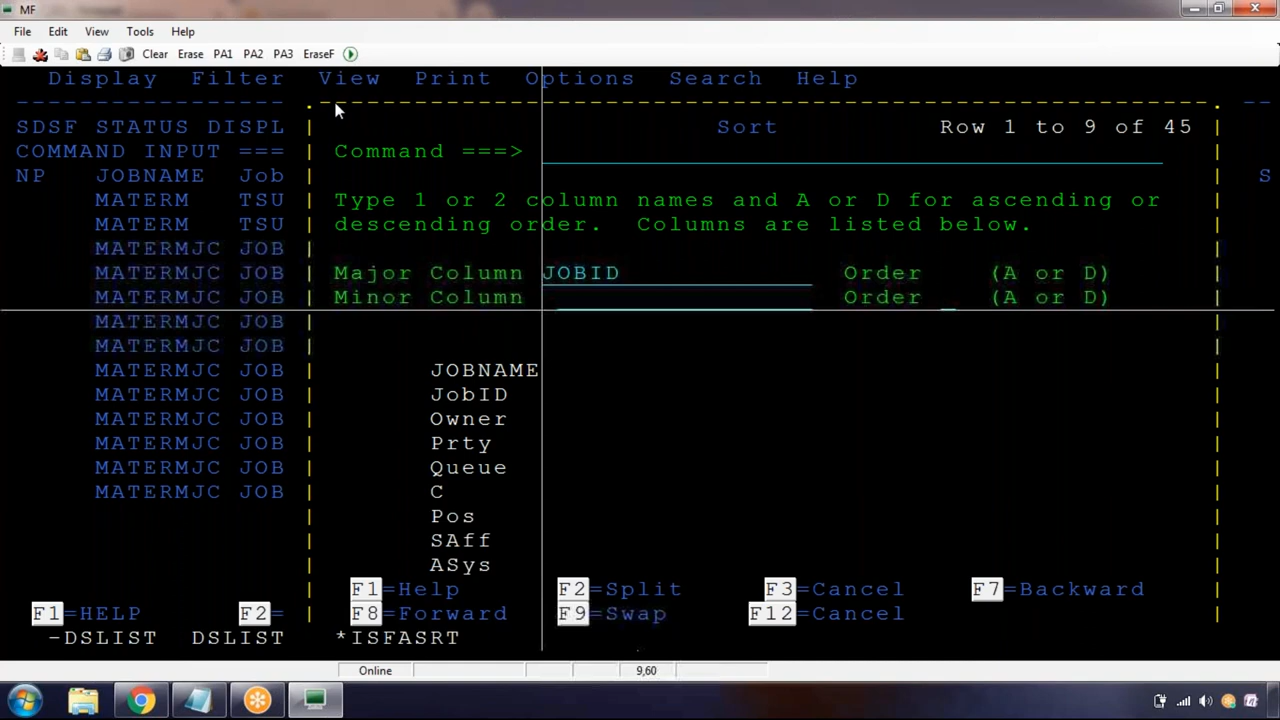 MF
File Edit View Tools Help
Clear Erase PA1 PA2 PA3 EraseF
Display Filter View Print Options Search Help
SDSF STATUS DISPL Sort Row 1 to 9 of 45
COMMAND INPUT === Command ===>
NP JOBNAME Job S
MATERM TSU Type 1 or 2 column names and A or D for ascending or
MATERM TSU descending order. Columns are listed below.
MATERMJC JOB
MATERMJC JOB Major Column JOBID Order (A or D)
MATERMJC JOB Minor Column Order _ (A or D)
MATERMJC JOB
MATERMJC JOB
MATERMJC JOB JOBNAME
MATERMJC JOB JobID
MATERMJC JOB Owner
MATERMJC JOB Prty
MATERMJC JOB Queue
MATERMJC JOB C
Pos
SAff
ASys
F1=Help F2=Split F3=Cancel F7=Backward
F1=HELP F2= F8=Forward F9=Swap F12=Cancel
-DSLIST DSLIST *ISFASRT
Online 9,60